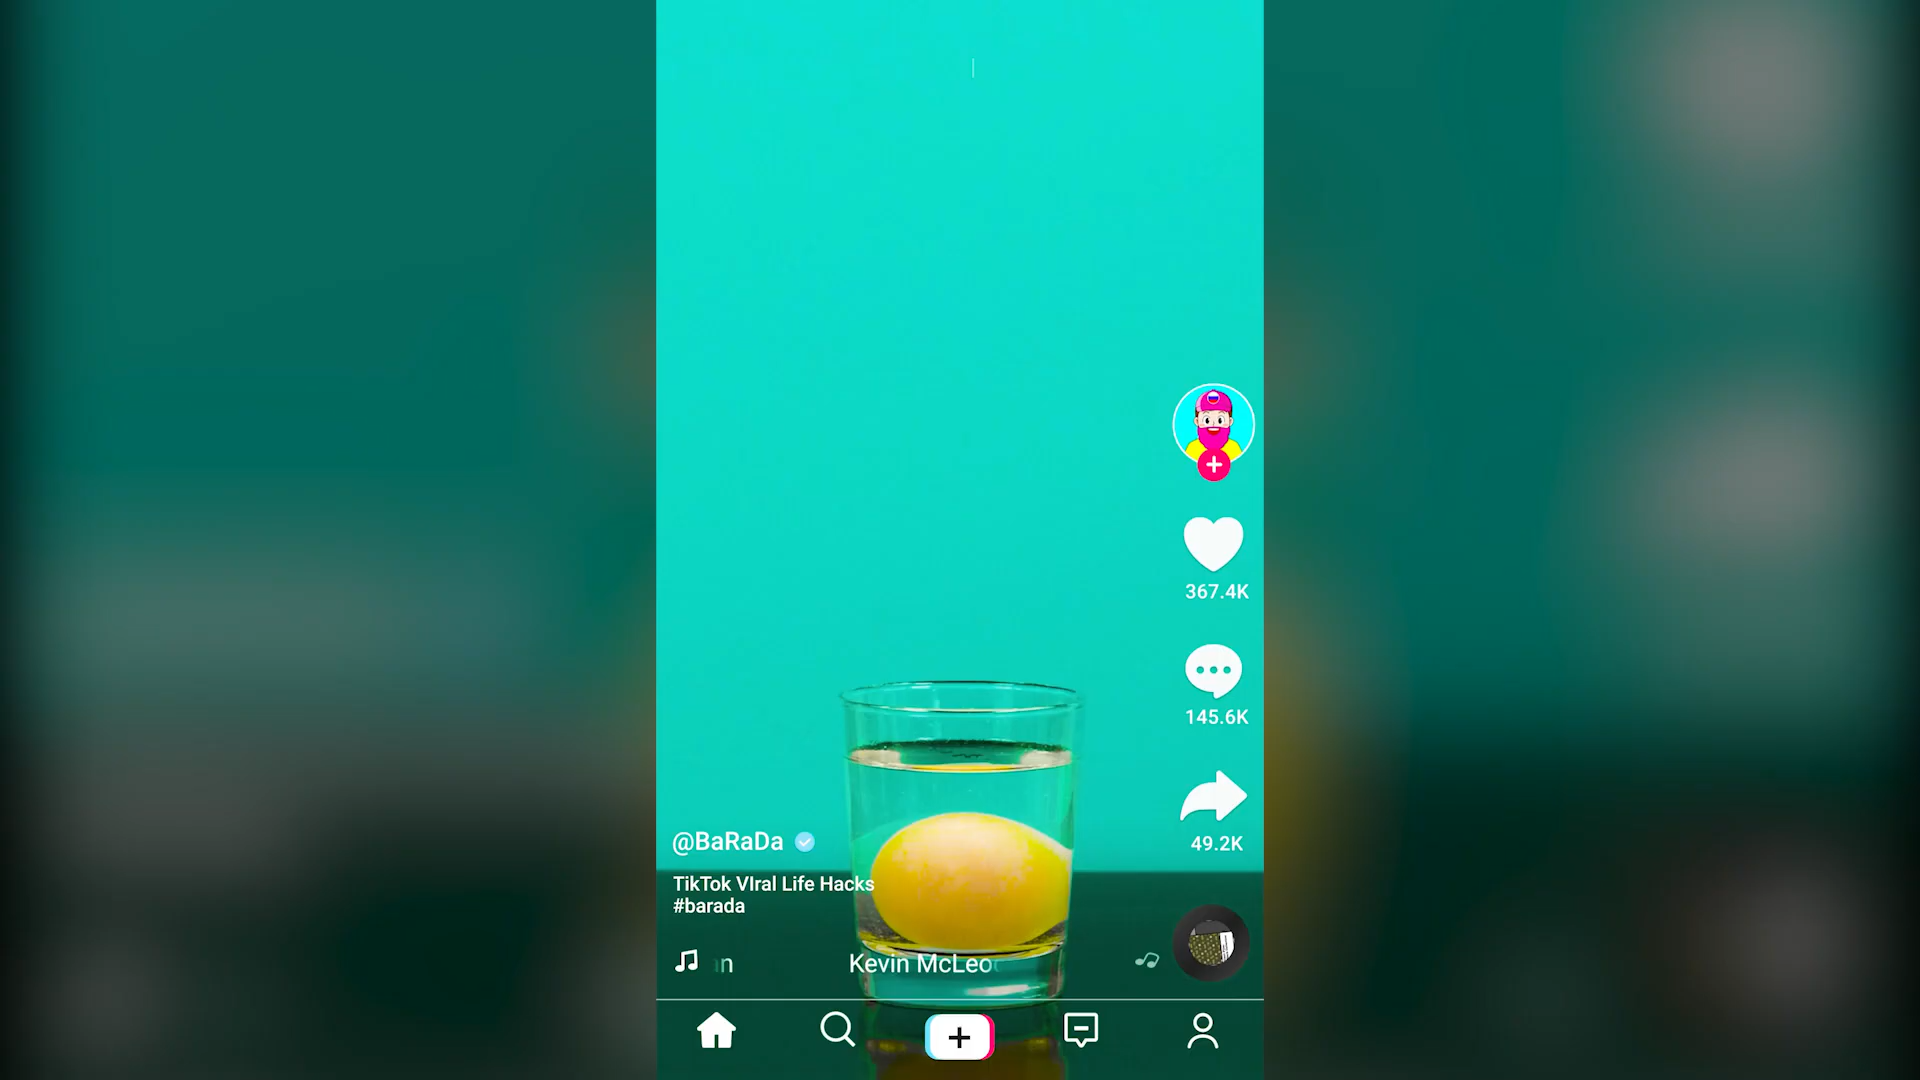 367.4K
145.6K
49.2K
@BaRaDa
TikTok VIral Life Hacks
#barada
Kevin McLeo